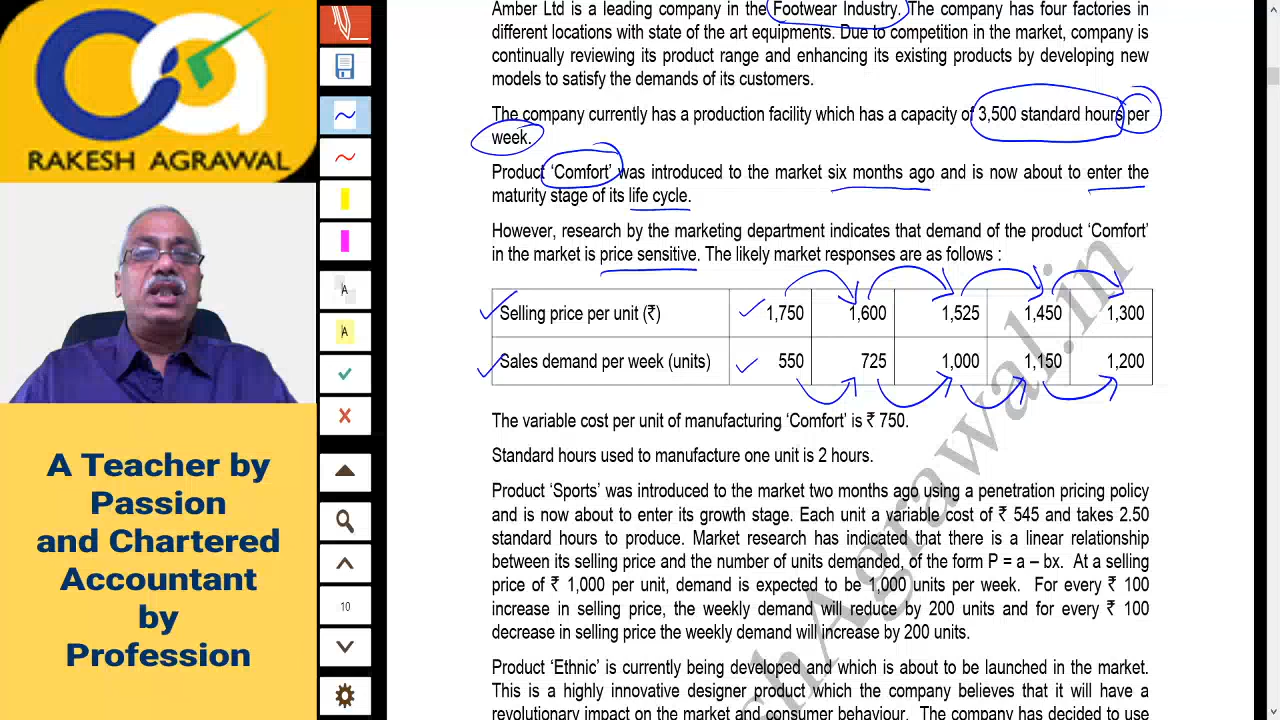 RAKESH AGRAWAL
A Teacher by
Passion
and Chartered
Accountant
by
Profession
A
A
10
Amber Ltd is a leading company in the Footwear Industry. The company has four factories in
different locations with state of the art equipments. Due to competition in the market, company is
continually reviewing its product range and enhancing its existing products by developing new
models to satisfy the demands of its customers.
The company currently has a production facility which has a capacity of 3,500 standard hours per
week.
Product ‘Comfort’ was introduced to the market six months ago and is now about to enter the
maturity stage of its life cycle.
However, research by the marketing department indicates that demand of the product ‘Comfort’
in the market is price sensitive. The likely market responses are as follows :
Selling price per unit (₹) 1,750 1,600 1,525 1,450 1,300
Sales demand per week (units) 550 725 1,000 1,150 1,200
The variable cost per unit of manufacturing ‘Comfort’ is ₹ 750.
Standard hours used to manufacture one unit is 2 hours.
Product ‘Sports’ was introduced to the market two months ago using a penetration pricing policy
and is now about to enter its growth stage. Each unit a variable cost of ₹ 545 and takes 2.50
standard hours to produce. Market research has indicated that there is a linear relationship
between its selling price and the number of units demanded, of the form P = a – bx. At a selling
price of ₹ 1,000 per unit, demand is expected to be 1,000 units per week. For every ₹ 100
increase in selling price, the weekly demand will reduce by 200 units and for every ₹ 100
decrease in selling price the weekly demand will increase by 200 units.
Product ‘Ethnic’ is currently being developed and which is about to be launched in the market.
This is a highly innovative designer product which the company believes that it will have a
revolutionary impact on the market and consumer behaviour. The company has decided to use
hAgrawal.in